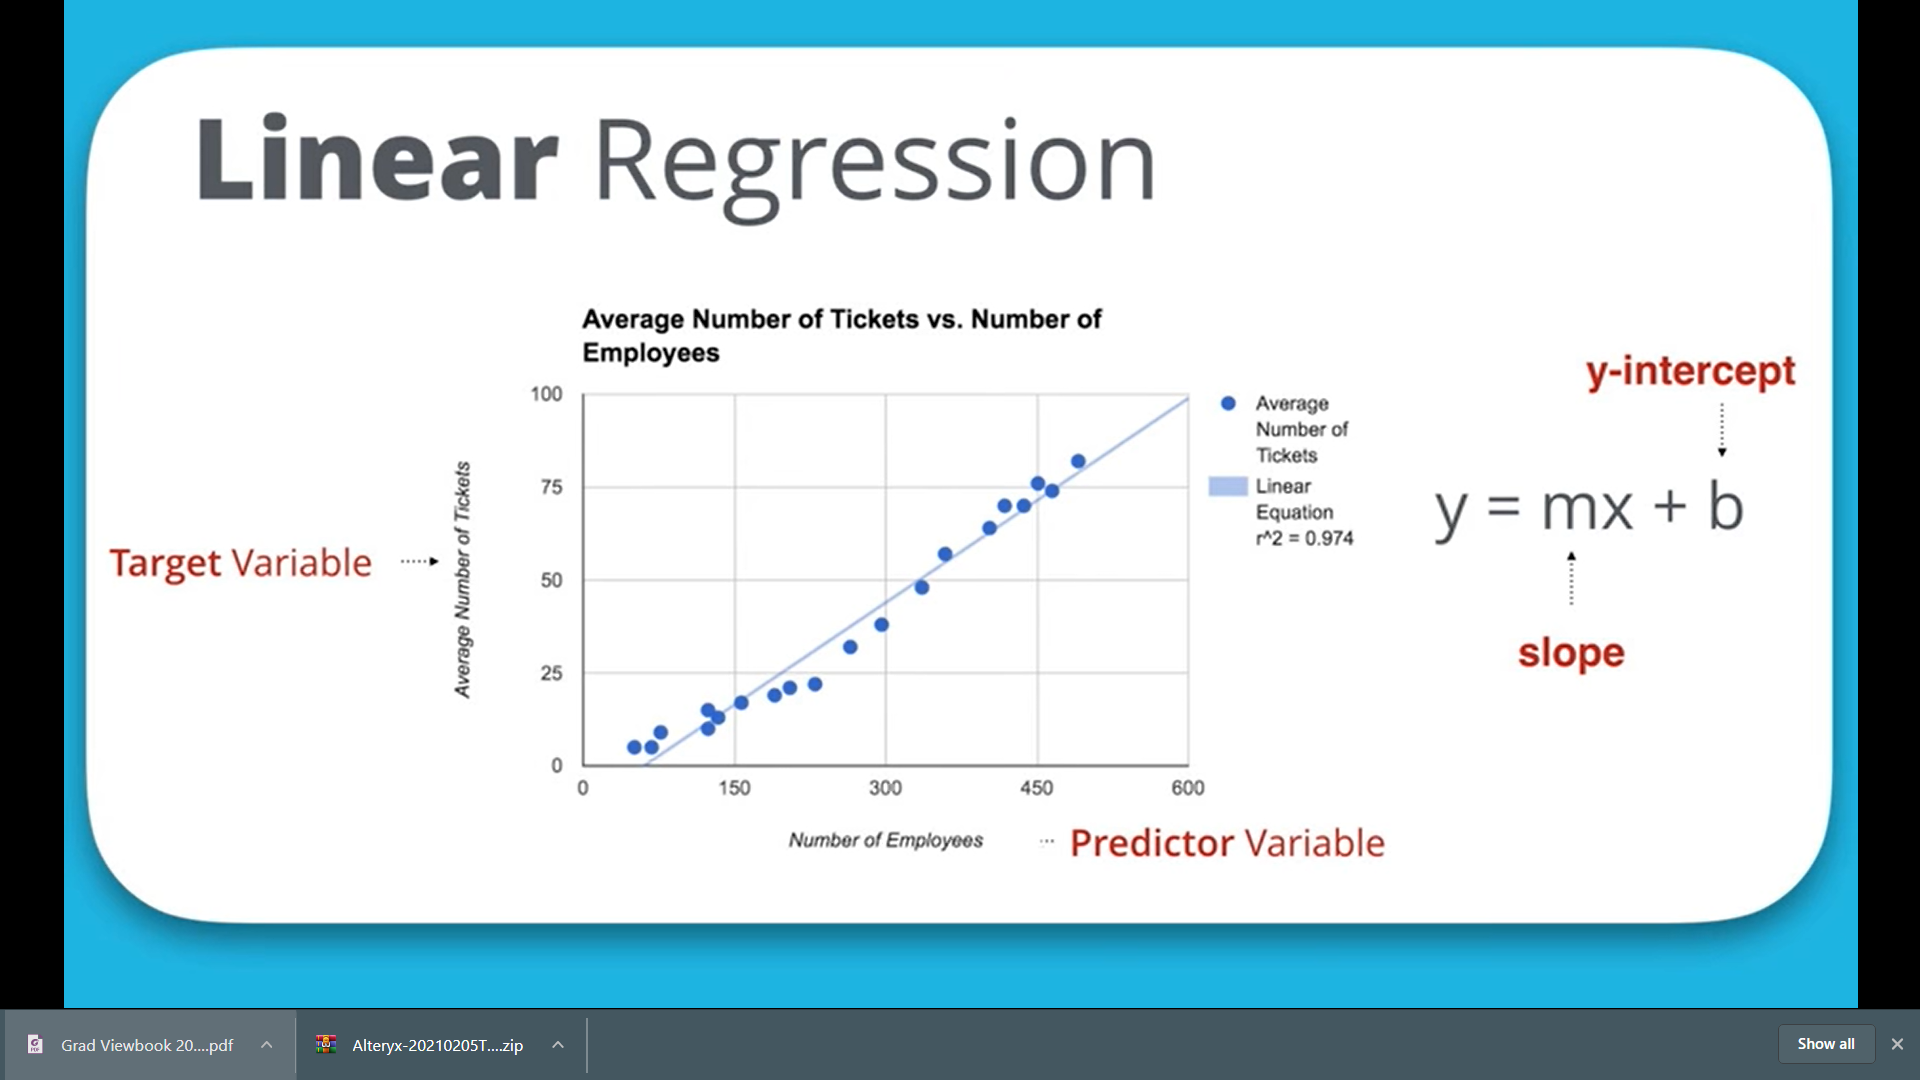 Linear Regression
Average Number of Tickets vs. Number of
Employees
100
75
50
25
0
0 150 300 450 600
Average Number of Tickets
Number of Employees
Average
Number of
Tickets
Linear
Equation
r^2 = 0.974
Target Variable
Predictor Variable
y-intercept
y = mx + b
slope
Grad Viewbook 20....pdf
Alteryx-20210205T....zip
Show all